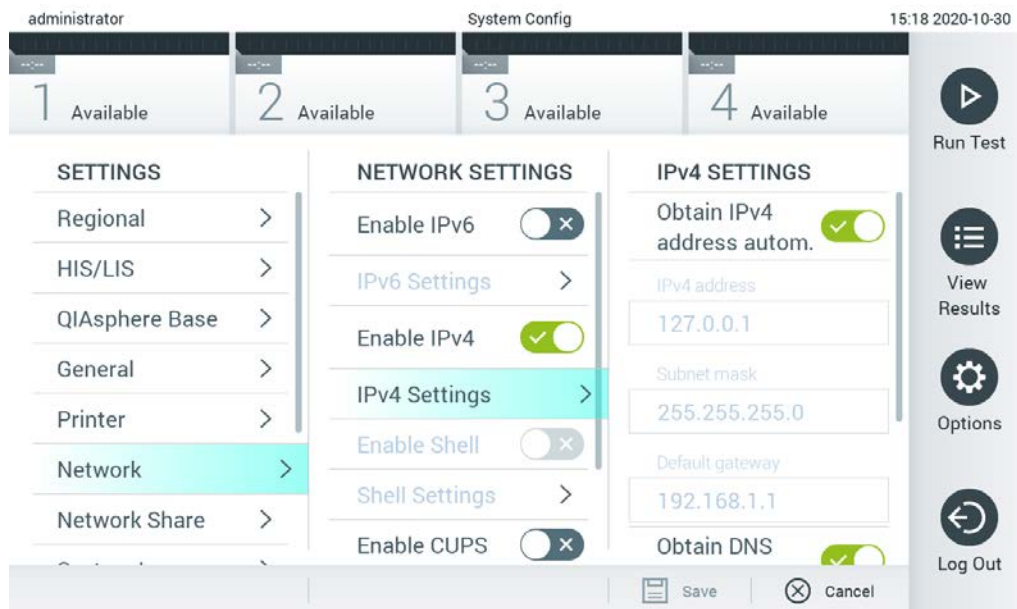 administrator
System Config
15:18 2020-10-30
--:--
1 Available
--:--
2 Available
--:--
3 Available
--:--
4 Available
SETTINGS
Regional
HIS/LIS
QIAsphere Base
General
Printer
Network
Network Share
NETWORK SETTINGS
Enable IPv6
IPv6 Settings
Enable IPv4
IPv4 Settings
Enable Shell
Shell Settings
Enable CUPS
IPv4 SETTINGS
Obtain IPv4
address autom.
IPv4 address
127.0.0.1
Subnet mask
255.255.255.0
Default gateway
192.168.1.1
Obtain DNS
Run Test
View
Results
Options
Log Out
Save
Cancel